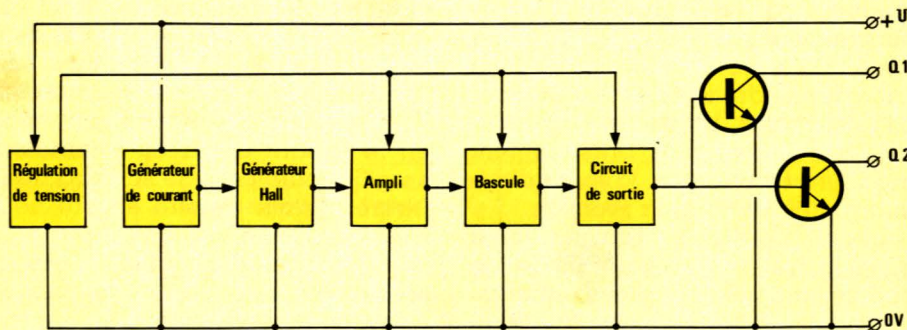 + U
Q1
Q2
Régulation
de tension
Générateur
de courant
Générateur
Hall
Ampli
Bascule
Circuit
de sortie
0V